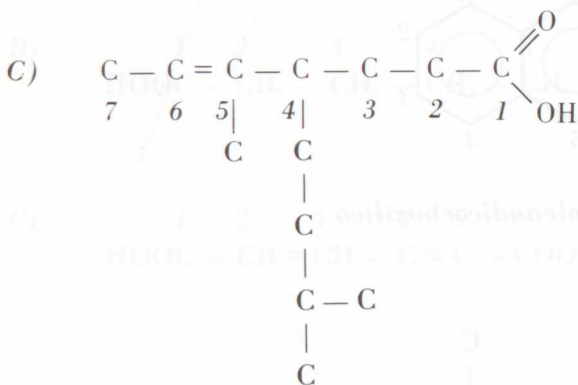 C) C — C = C — C — C — C — C
O
OH
7 6 5 4 3 2 1
C C
C
C — C
C